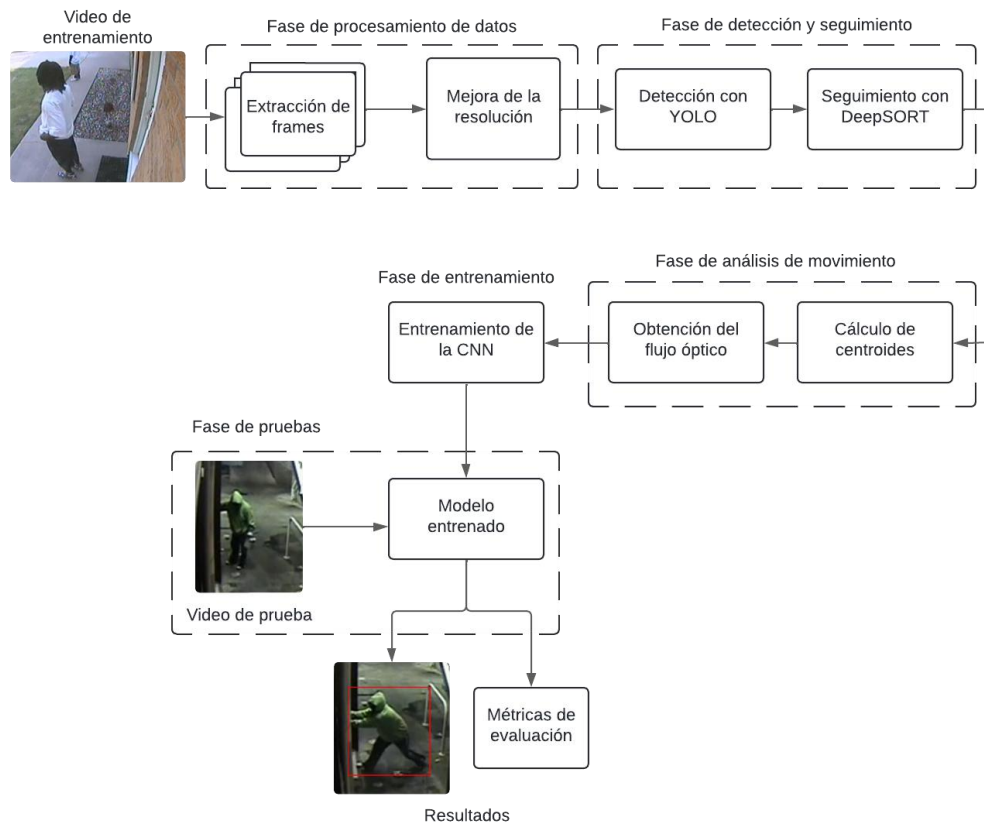 Video de
entrenamiento
Fase de procesamiento de datos
Fase de detección y seguimiento
Extracción de
frames
Mejora de la
resolución
Detección con
YOLO
Seguimiento con
DeepSORT
Fase de análisis de movimiento
Fase de entrenamiento
Entrenamiento de
la CNN
Obtención del
flujo óptico
Cálculo de
centroides
Fase de pruebas
Modelo
entrenado
Video de prueba
Métricas de
evaluación
Resultados